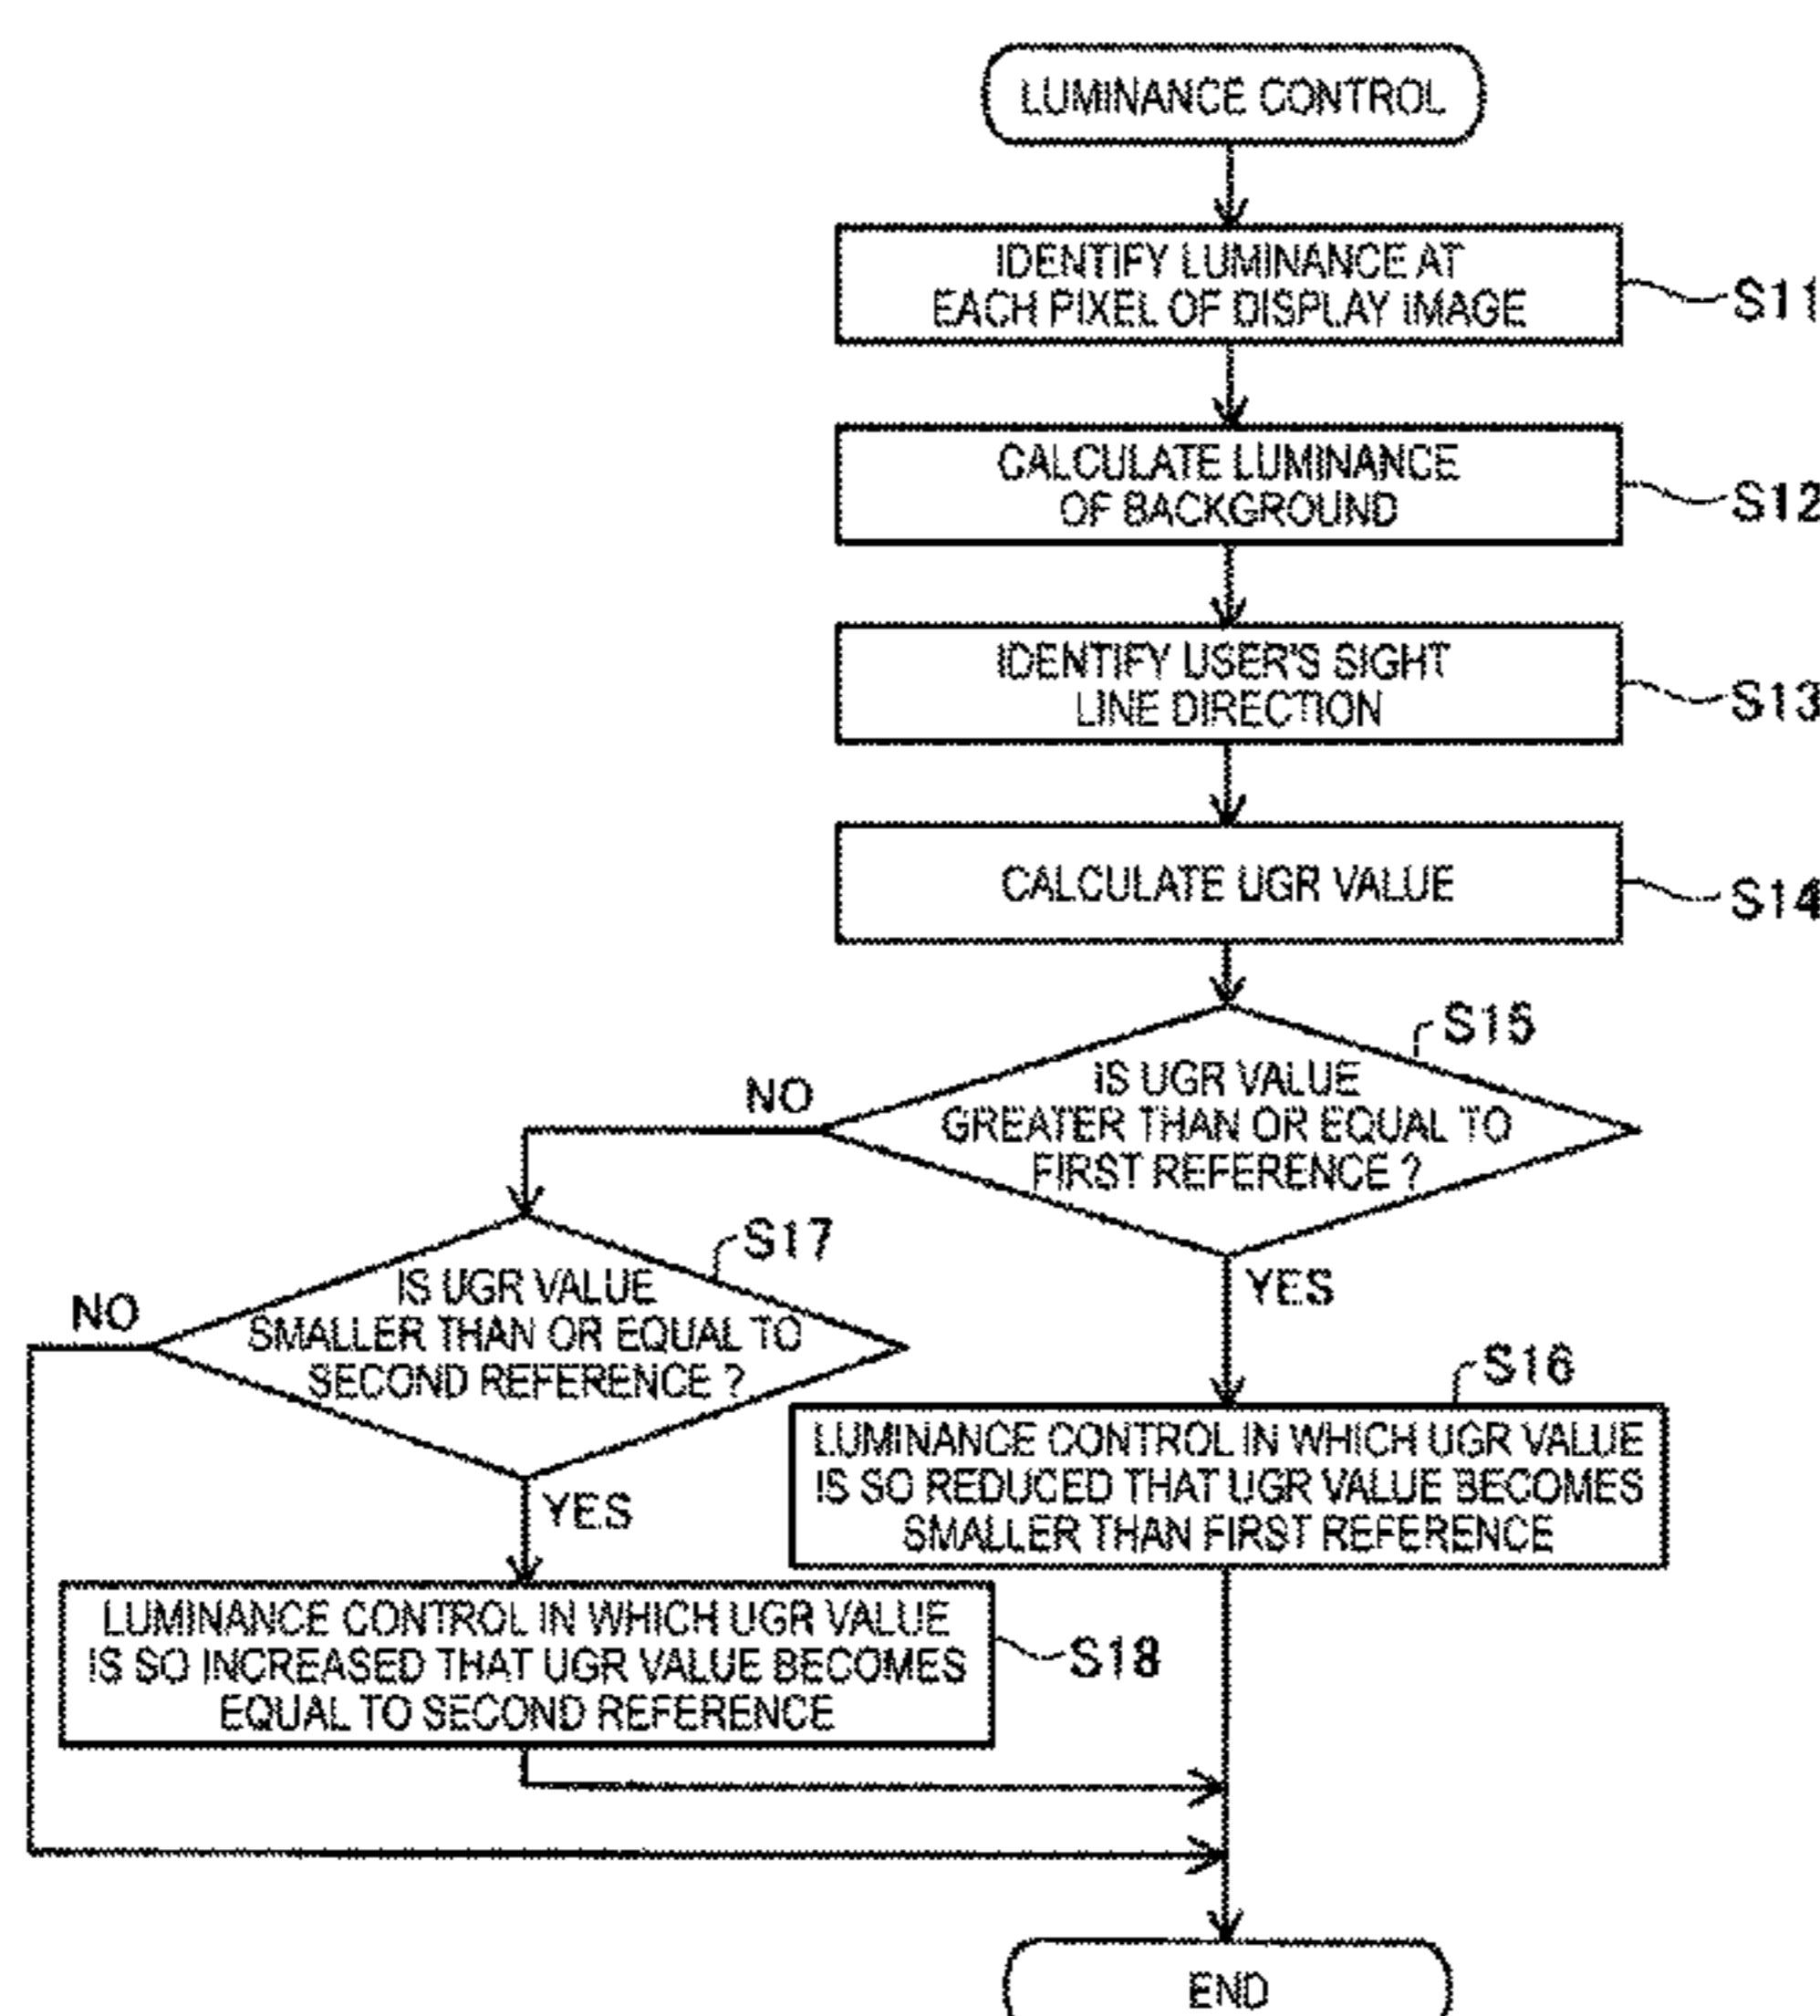 LUMINANCE CONTROL
IDENTIFY LUMINANCE AT
EACH PIXEL OF DISPLAY IMAGE
S11
CALCULATE LUMINANCE
OF BACKGROUND
S12
IDENTIFY USER'S SIGHT
LINE DIRECTION
S13
CALCULATE UGR VALUE
S14
S15
IS UGR VALUE
GREATER THAN OR EQUAL TO
FIRST REFERENCE ?
NO
YES
S17
IS UGR VALUE
SMALLER THAN OR EQUAL TO
SECOND REFERENCE ?
NO
YES
S16
LUMINANCE CONTROL IN WHICH UGR VALUE
IS SO REDUCED THAT UGR VALUE BECOMES
SMALLER THAN FIRST REFERENCE
LUMINANCE CONTROL IN WHICH UGR VALUE
IS SO INCREASED THAT UGR VALUE BECOMES
EQUAL TO SECOND REFERENCE
S18
END